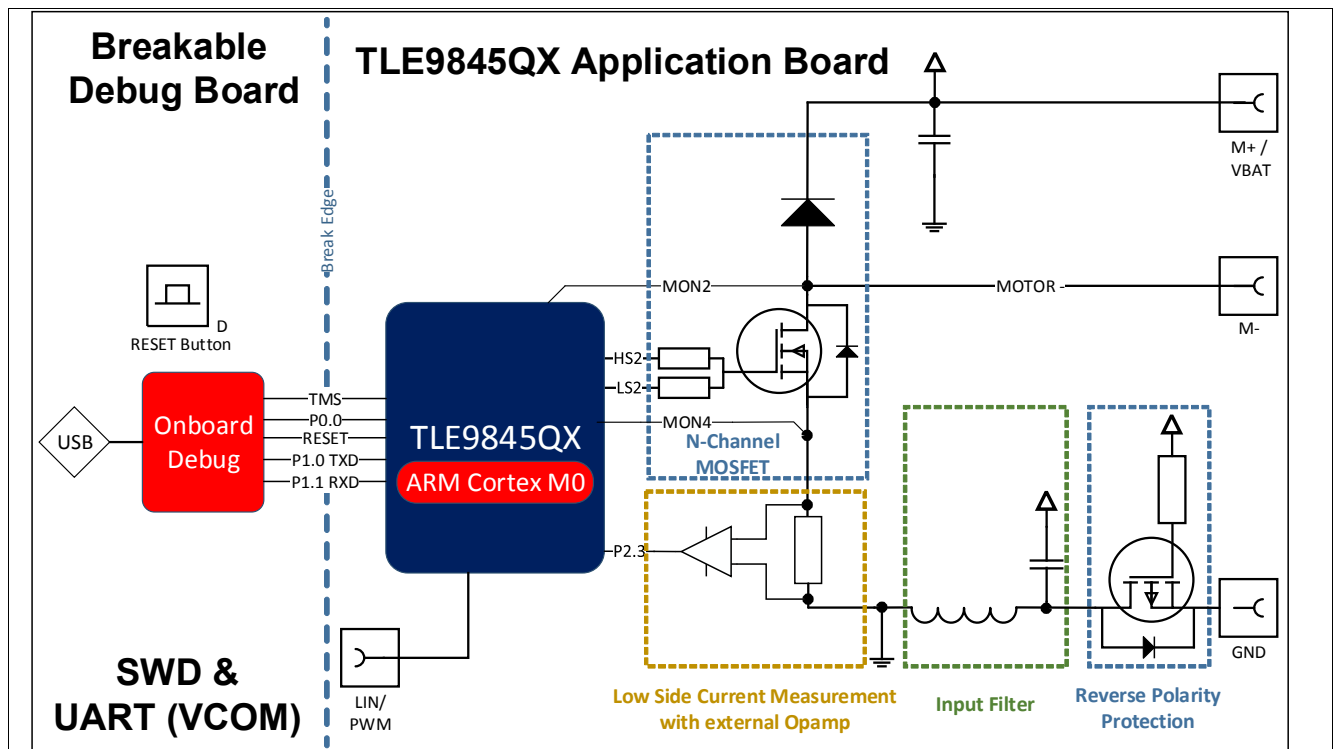 Breakable
Debug Board
TLE9845QX Application Board
M+ /
VBAT
Break Edge
MON2
MOTOR -
M-
D
RESET Button
HS2
LS2
TMS
P0.0
RESET
P1.0 TXD
P1.1 RXD
USB
Onboard
Debug
TLE9845QX
ARM Cortex M0
MON4
N-Channel
MOSFET
P2.3
GND
LIN/
PWM
SWD &
UART (VCOM)
Low Side Current Measurement
with external Opamp
Input Filter
Reverse Polarity
Protection